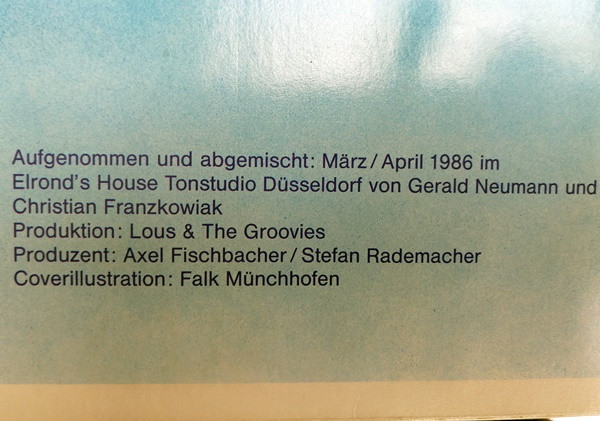 Aufgenommen und abgemischt: März/April 1986 im
Elrond's House Tonstudio Düsseldorf von Gerald Neumann und
Christian Franzkowiak
Produktion: Lous & The Groovies
Produzent: Axel Fischbacher/Stefan Rademacher
Coverillustration: Falk Münchhofen